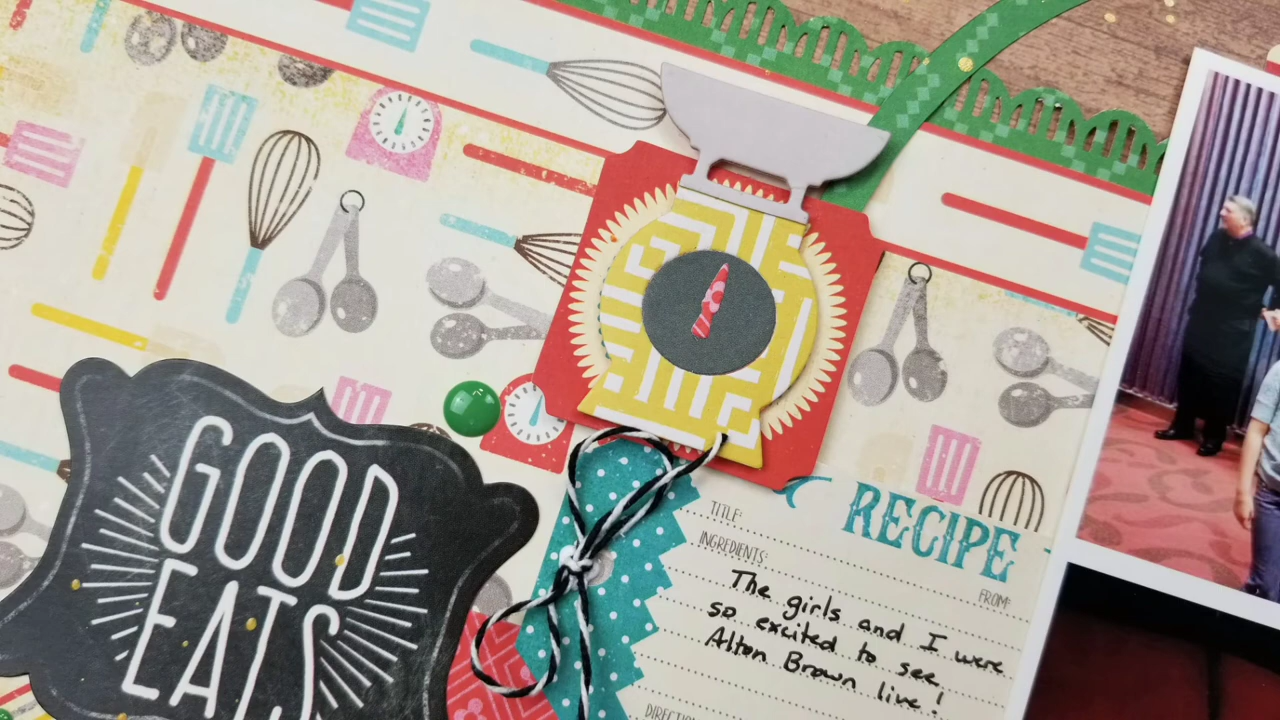 GOOD
EATS
RECIPE
TITLE:
INGREDIENTS:
FROM:
The girls and I were
so excited to see
Alton Brown live!